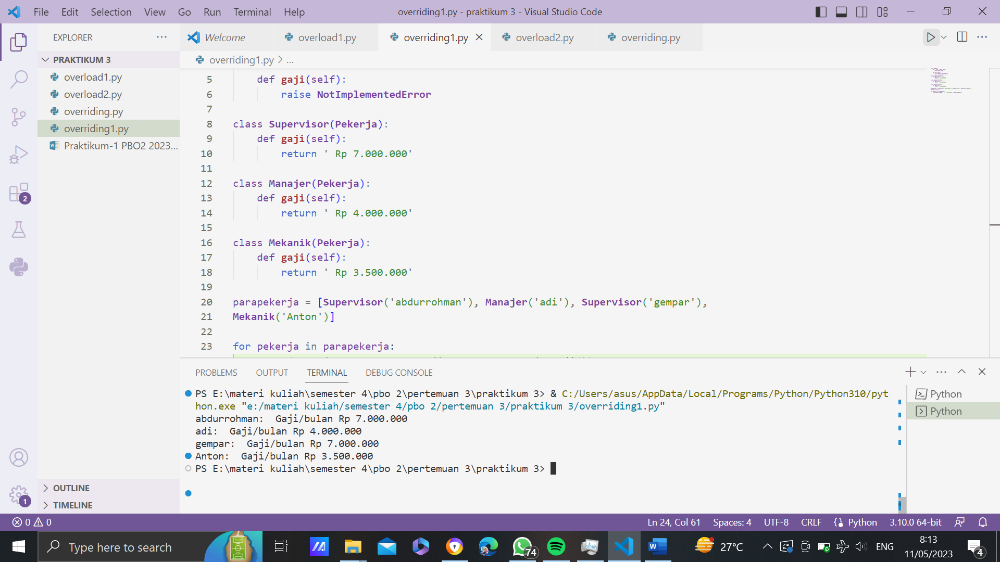 File Edit Selection View Go Run Terminal Help
overriding1.py - praktikum 3 - Visual Studio Code
EXPLORER
PRAKTIKUM 3
overload1.py
overload2.py
overriding.py
overriding1.py
Praktikum-1 PBO2 2023...
OUTLINE
TIMELINE
Welcome overload1.py overriding1.py overload2.py overriding.py
overriding1.py > ...
5 def gaji(self):
6 raise NotImplementedError
7
8 class Supervisor(Pekerja):
9 def gaji(self):
10 return ' Rp 7.000.000'
11
12 class Manajer(Pekerja):
13 def gaji(self):
14 return ' Rp 4.000.000'
15
16 class Mekanik(Pekerja):
17 def gaji(self):
18 return ' Rp 3.500.000'
19
20 parapekerja = [Supervisor('abdurrohman'), Manajer('adi'), Supervisor('gempar'),
21 Mekanik('Anton')]
22
23 for pekerja in parapekerja:
PROBLEMS OUTPUT TERMINAL DEBUG CONSOLE
PS E:\materi kuliah\semester 4\pbo 2\pertemuan 3\praktikum 3> & C:/Users/asus/AppData/Local/Programs/Python/Python310/pyt
hon.exe "e:/materi kuliah/semester 4/pbo 2/pertemuan 3/praktikum 3/overriding1.py"
abdurrohman:  Gaji/bulan Rp 7.000.000
adi:  Gaji/bulan Rp 4.000.000
gempar:  Gaji/bulan Rp 7.000.000
Anton:  Gaji/bulan Rp 3.500.000
PS E:\materi kuliah\semester 4\pbo 2\pertemuan 3\praktikum 3>
Python
Python
2
1
0 0
Ln 24, Col 61 Spaces: 4 UTF-8 CRLF Python 3.10.0 64-bit
Type here to search
74
27°C
ENG
8:13
11/05/2023
4